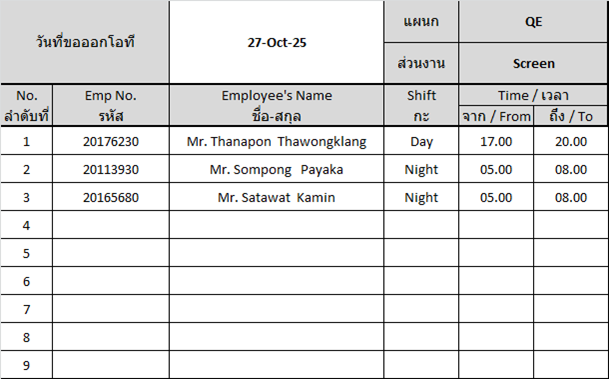 วันที่ขอออกโอที 27-Oct-25 แผนก QE
ส่วนงาน Screen
No. Emp No. Employee's Name Shift Time / เวลา
ลำดับที่ รหัส ชื่อ-สกุล กะ จาก / From ถึง / To
1 20176230 Mr. Thanapon Thawongklang Day 17.00 20.00
2 20113930 Mr. Sompong Payaka Night 05.00 08.00
3 20165680 Mr. Satawat Kamin Night 05.00 08.00
4
5
6
7
8
9